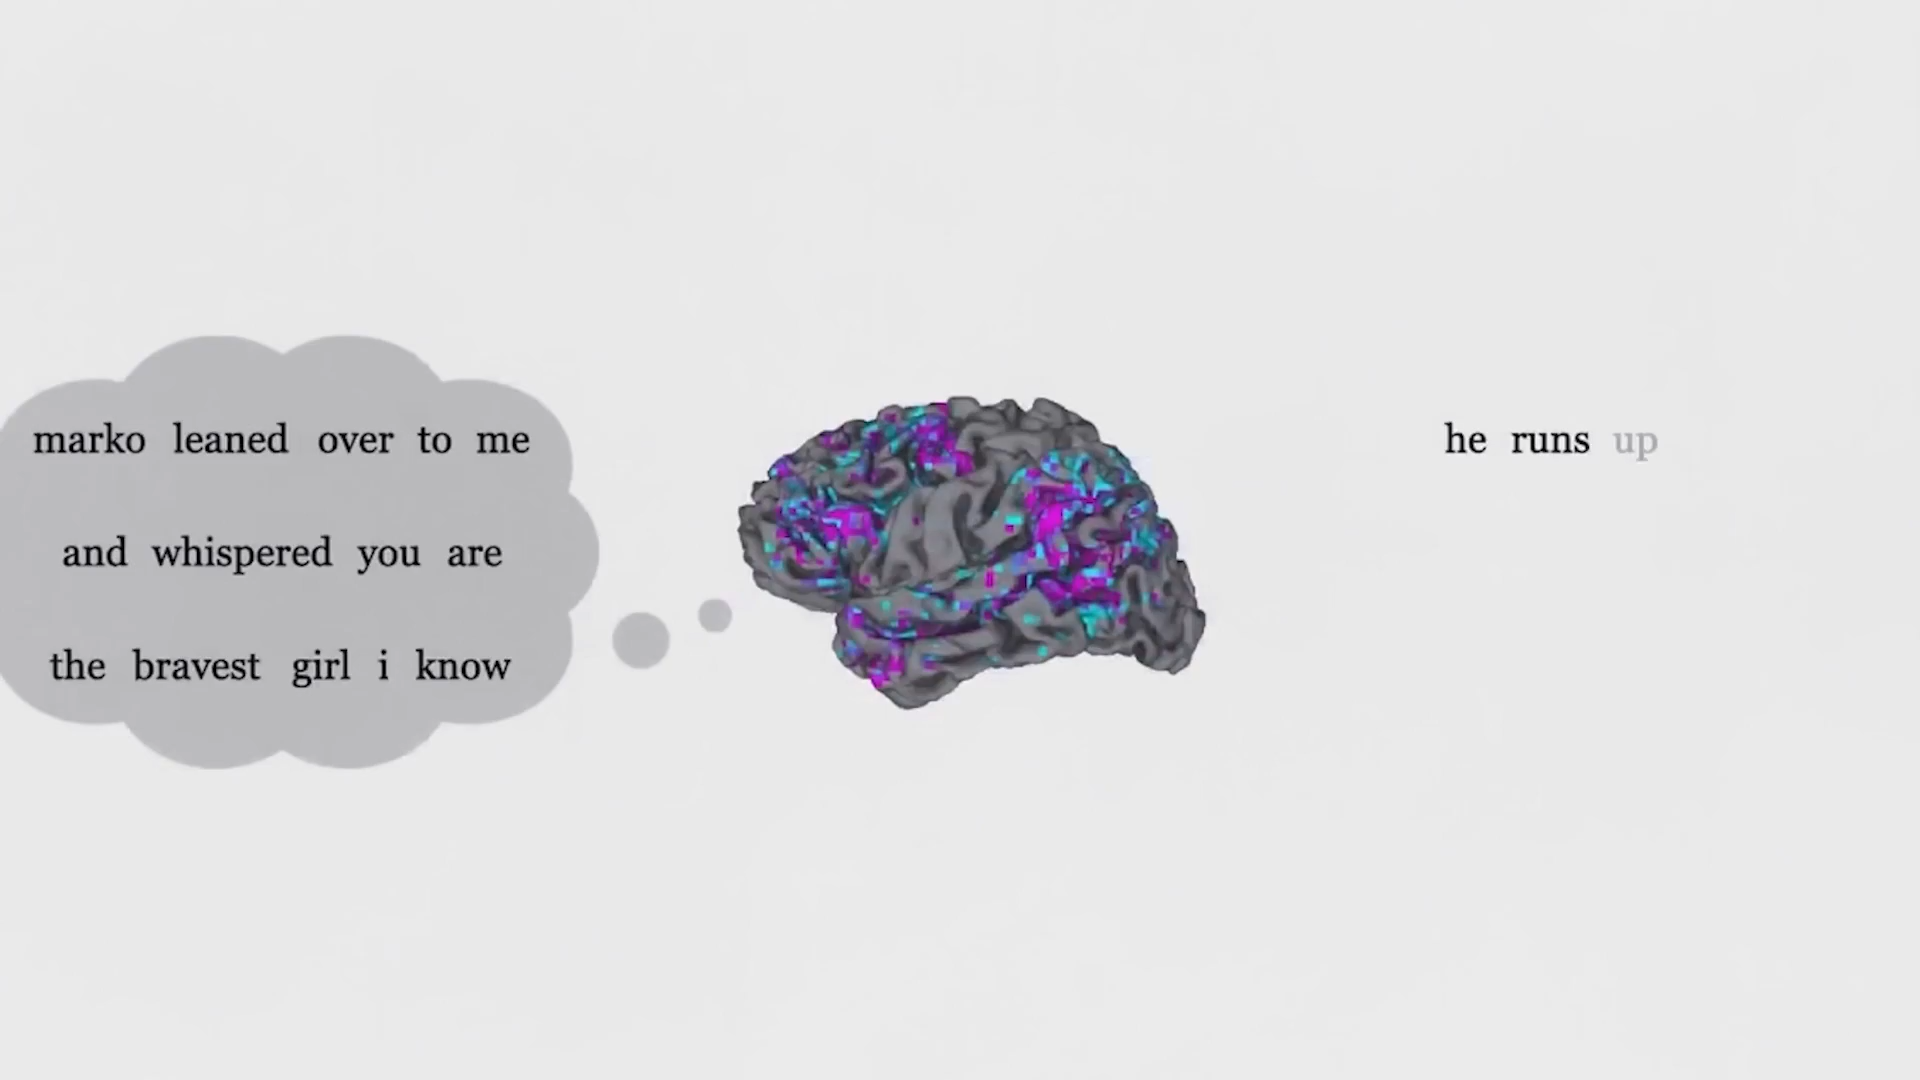 marko leaned over to me
and whispered you are
the bravest girl i know
he runs up